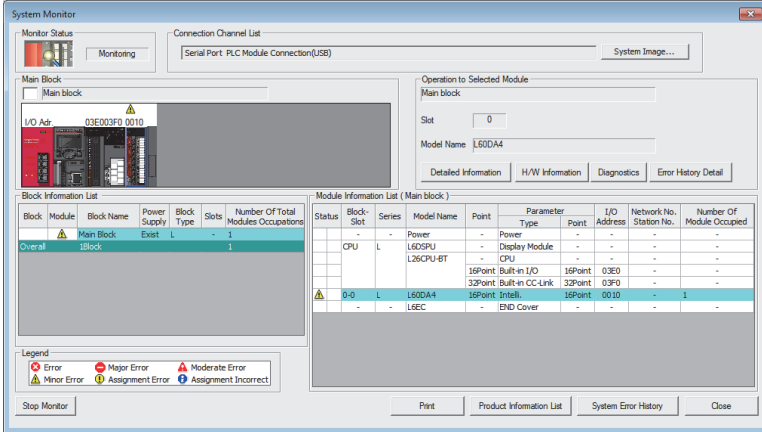 System Monitor
Monitor Status
Monitoring
Connection Channel List
Serial Port PLC Module Connection(USB)
System Image...
Main Block
Main block
I/O Adr. 03E003F0 0010
Operation to Selected Module
Main block
Slot 0
Model Name L60DA4
Detailed Information H/W Information Diagnostics Error History Detail
Block Information List
Block Module Block Name Power Supply Block Type Slots Number Of Total Modules Occupations
Main Block Exist L - 1
Overall 1Block 1
Module Information List ( Main block )
Status Block-Slot Series Model Name Point Parameter Type Point I/O Address Network No. Station No. Number Of Module Occupied
- - Power - Power - - - -
CPU L L6DSPU - Display Module - - - -
L26CPU-BT - CPU - - - -
16Point Built-in I/O 16Point 03E0 - -
32Point Built-in CC-Link 32Point 03F0 - -
0-0 L L60DA4 16Point Intelli. 16Point 0010 - 1
- - L6EC - END Cover - - - -
Legend
Error Major Error Moderate Error
Minor Error Assignment Error Assignment Incorrect
Stop Monitor Print Product Information List System Error History Close